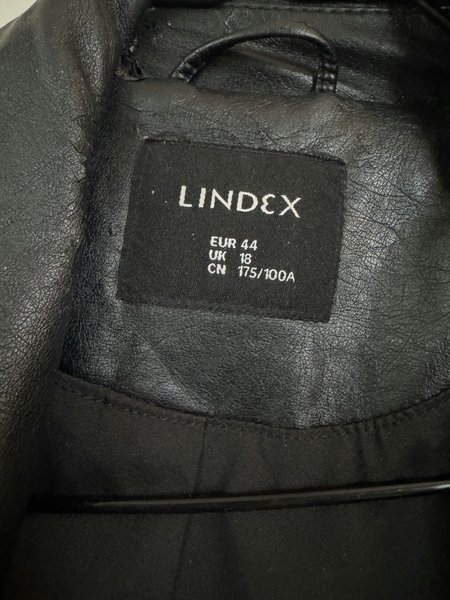 LINDEX
EUR 44
UK 18
CN 175/100A